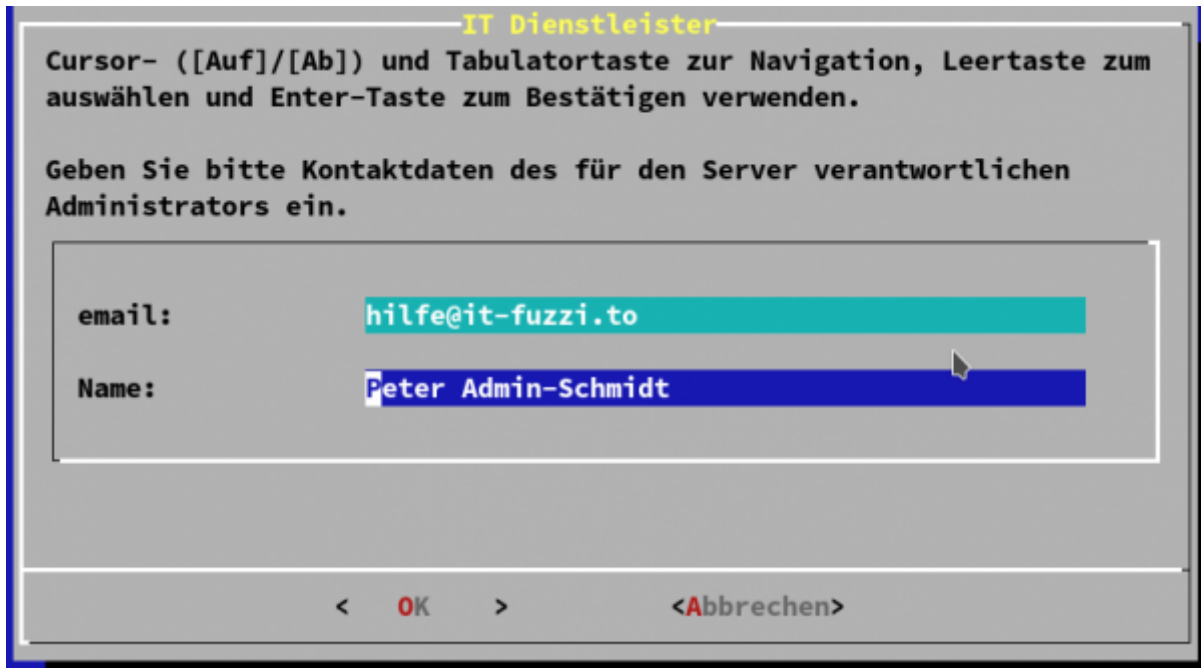 IT Dienstleister
Cursor- ([Auf]/[Ab]) und Tabulatortaste zur Navigation, Leertaste zum
auswählen und Enter-Taste zum Bestätigen verwenden.
Geben Sie bitte Kontaktdaten des für den Server verantwortlichen
Administrators ein.
email: hilfe@it-fuzzi.to
Name: Peter Admin-Schmidt
< OK > <Abbrechen>